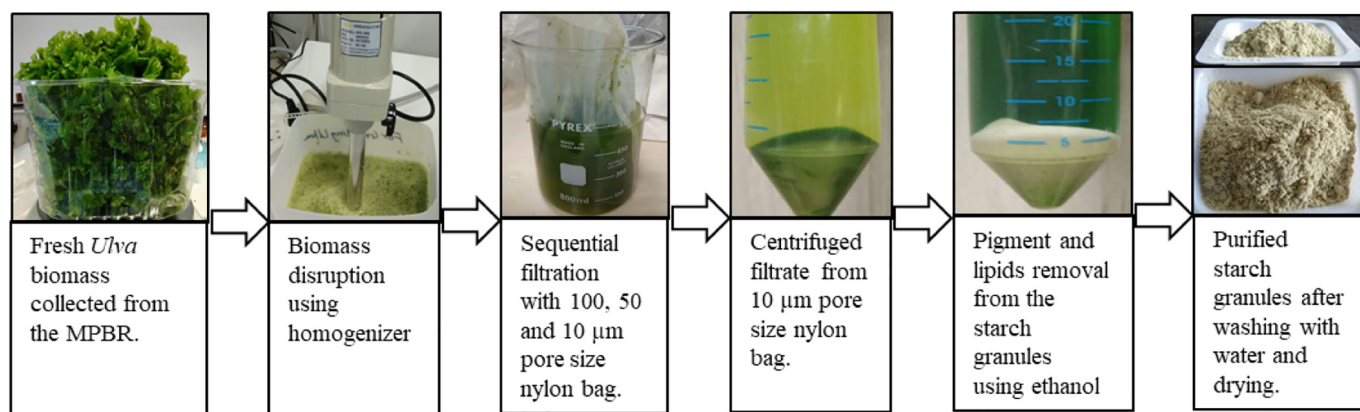 PYREX
450
300
20
15
10
5
Fresh Ulva
biomass
collected from
the MPBR.
Biomass
disruption
using
homogenizer
Sequential
filtration
with 100, 50
and 10 µm
pore size
nylon bag.
Centrifuged
filtrate from
10 µm pore
size nylon
bag.
Pigment and
lipids removal
from the
starch
granules
using ethanol
Purified
starch
granules after
washing with
water and
drying.